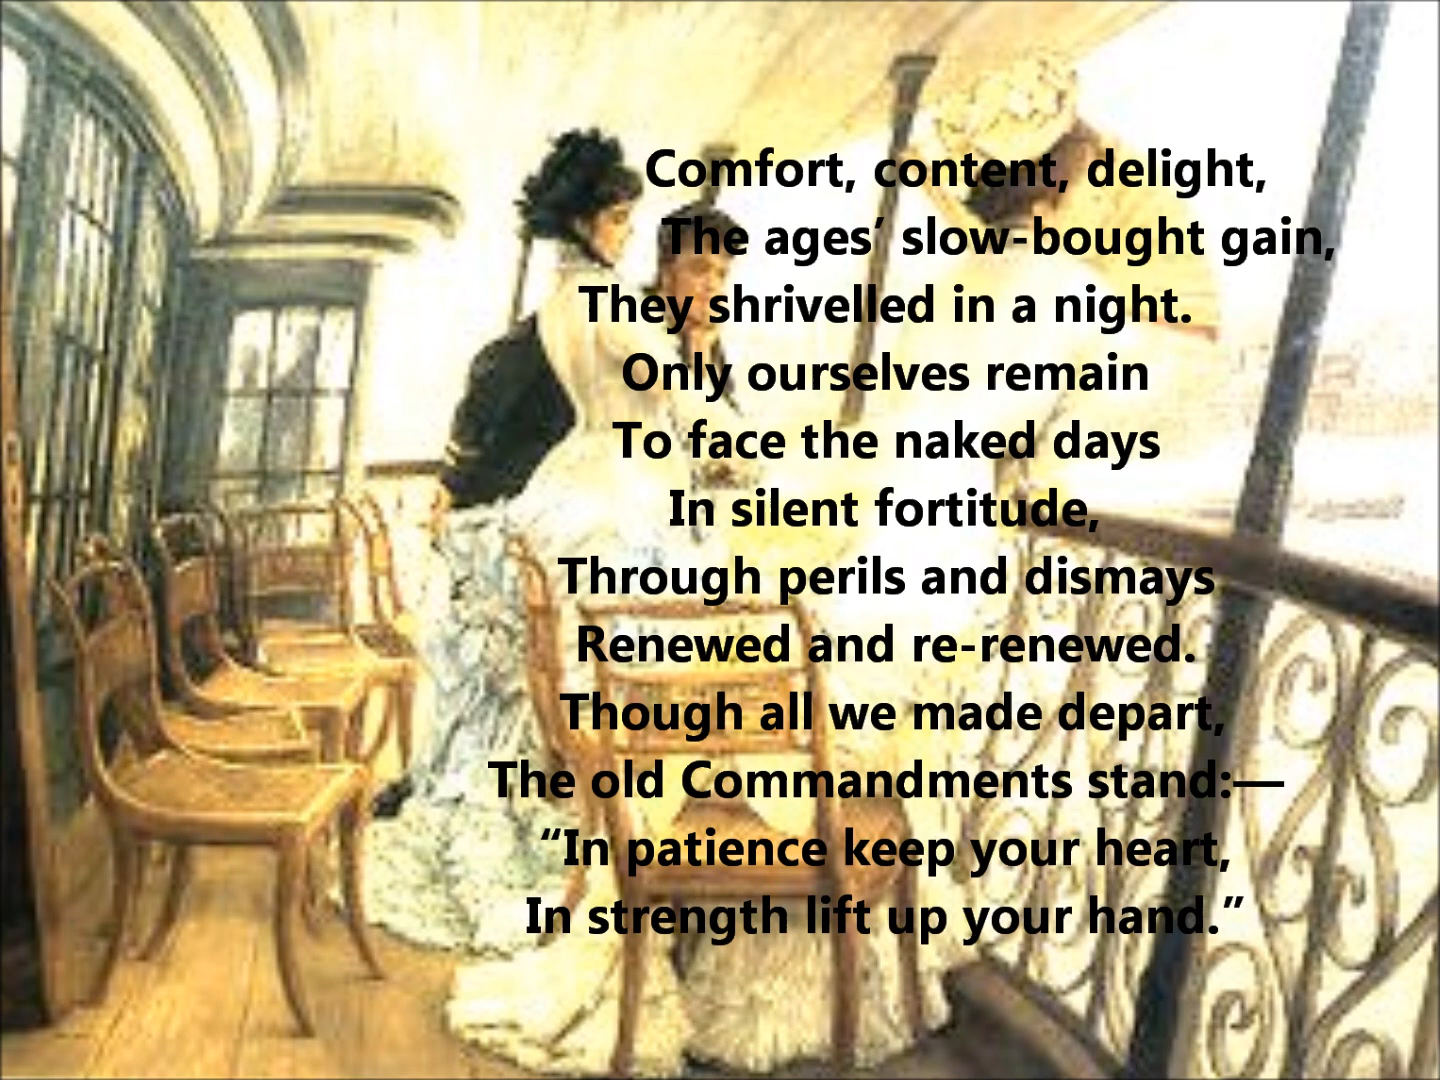 Comfort, content, delight,
The ages’ slow-bought gain,
They shrivelled in a night.
Only ourselves remain
To face the naked days
In silent fortitude,
Through perils and dismays
Renewed and re-renewed.
Though all we made depart,
The old Commandments stand:—
“In patience keep your heart,
In strength lift up your hand.”